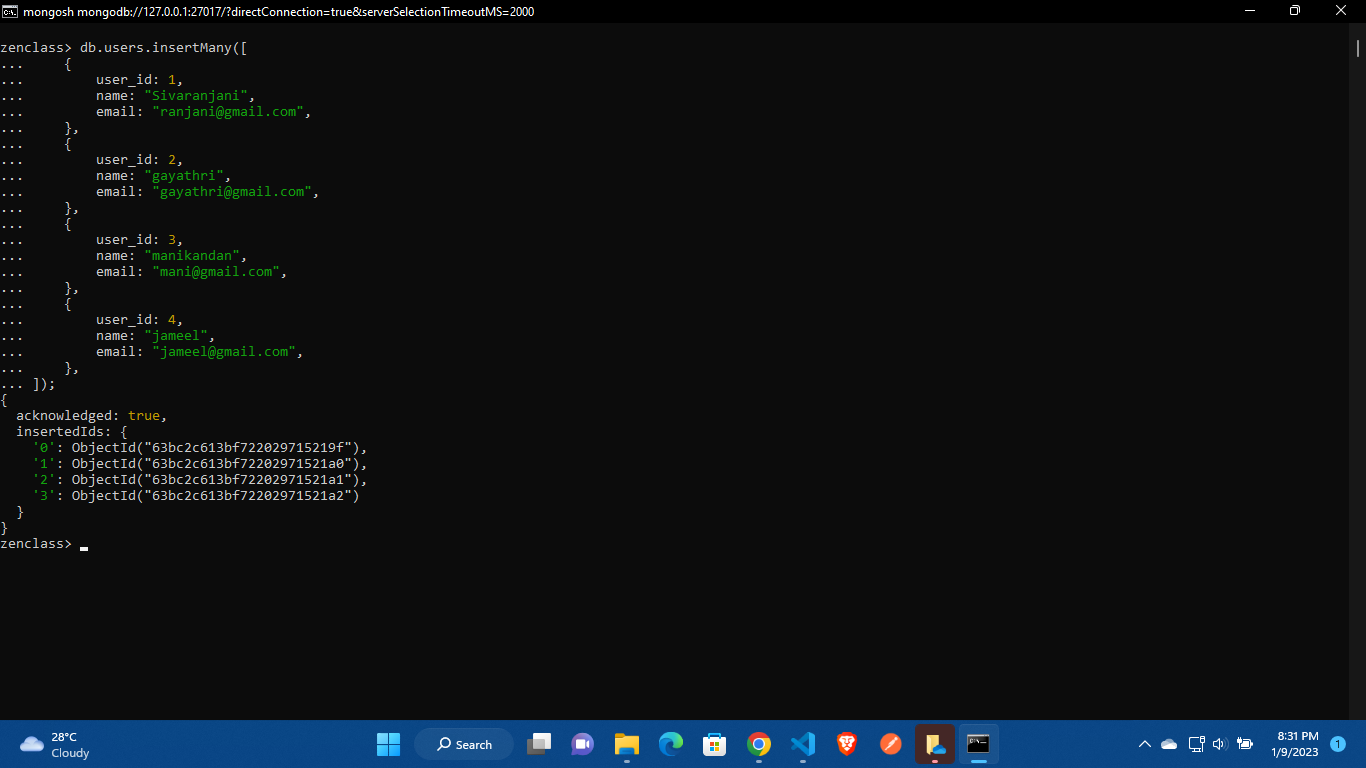 mongosh mongodb://127.0.0.1:27017/?directConnection=true&serverSelectionTimeoutMS=2000
zenclass> db.users.insertMany([
...     {
...         user_id: 1,
...         name: "Sivaranjani",
...         email: "ranjani@gmail.com",
...     },
...     {
...         user_id: 2,
...         name: "gayathri",
...         email: "gayathri@gmail.com",
...     },
...     {
...         user_id: 3,
...         name: "manikandan",
...         email: "mani@gmail.com",
...     },
...     {
...         user_id: 4,
...         name: "jameel",
...         email: "jameel@gmail.com",
...     },
... ]);
{
  acknowledged: true,
  insertedIds: {
    '0': ObjectId("63bc2c613bf722029715219f"),
    '1': ObjectId("63bc2c613bf72202971521a0"),
    '2': ObjectId("63bc2c613bf72202971521a1"),
    '3': ObjectId("63bc2c613bf72202971521a2")
  }
}
zenclass>
28°C
Cloudy
Search
8:31 PM
1/9/2023
1